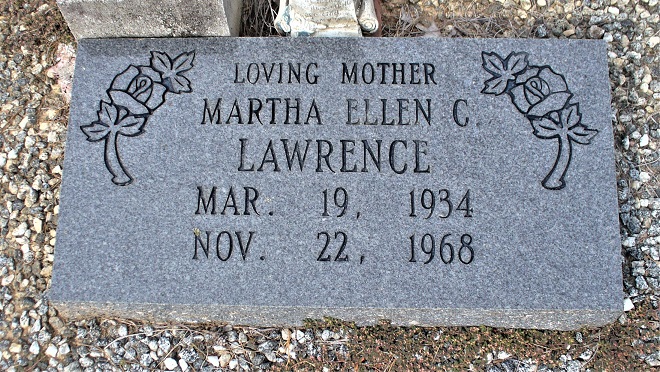 LOVING MOTHER
MARTHA ELLEN C.
LAWRENCE
MAR. 19, 1934
NOV. 22, 1968